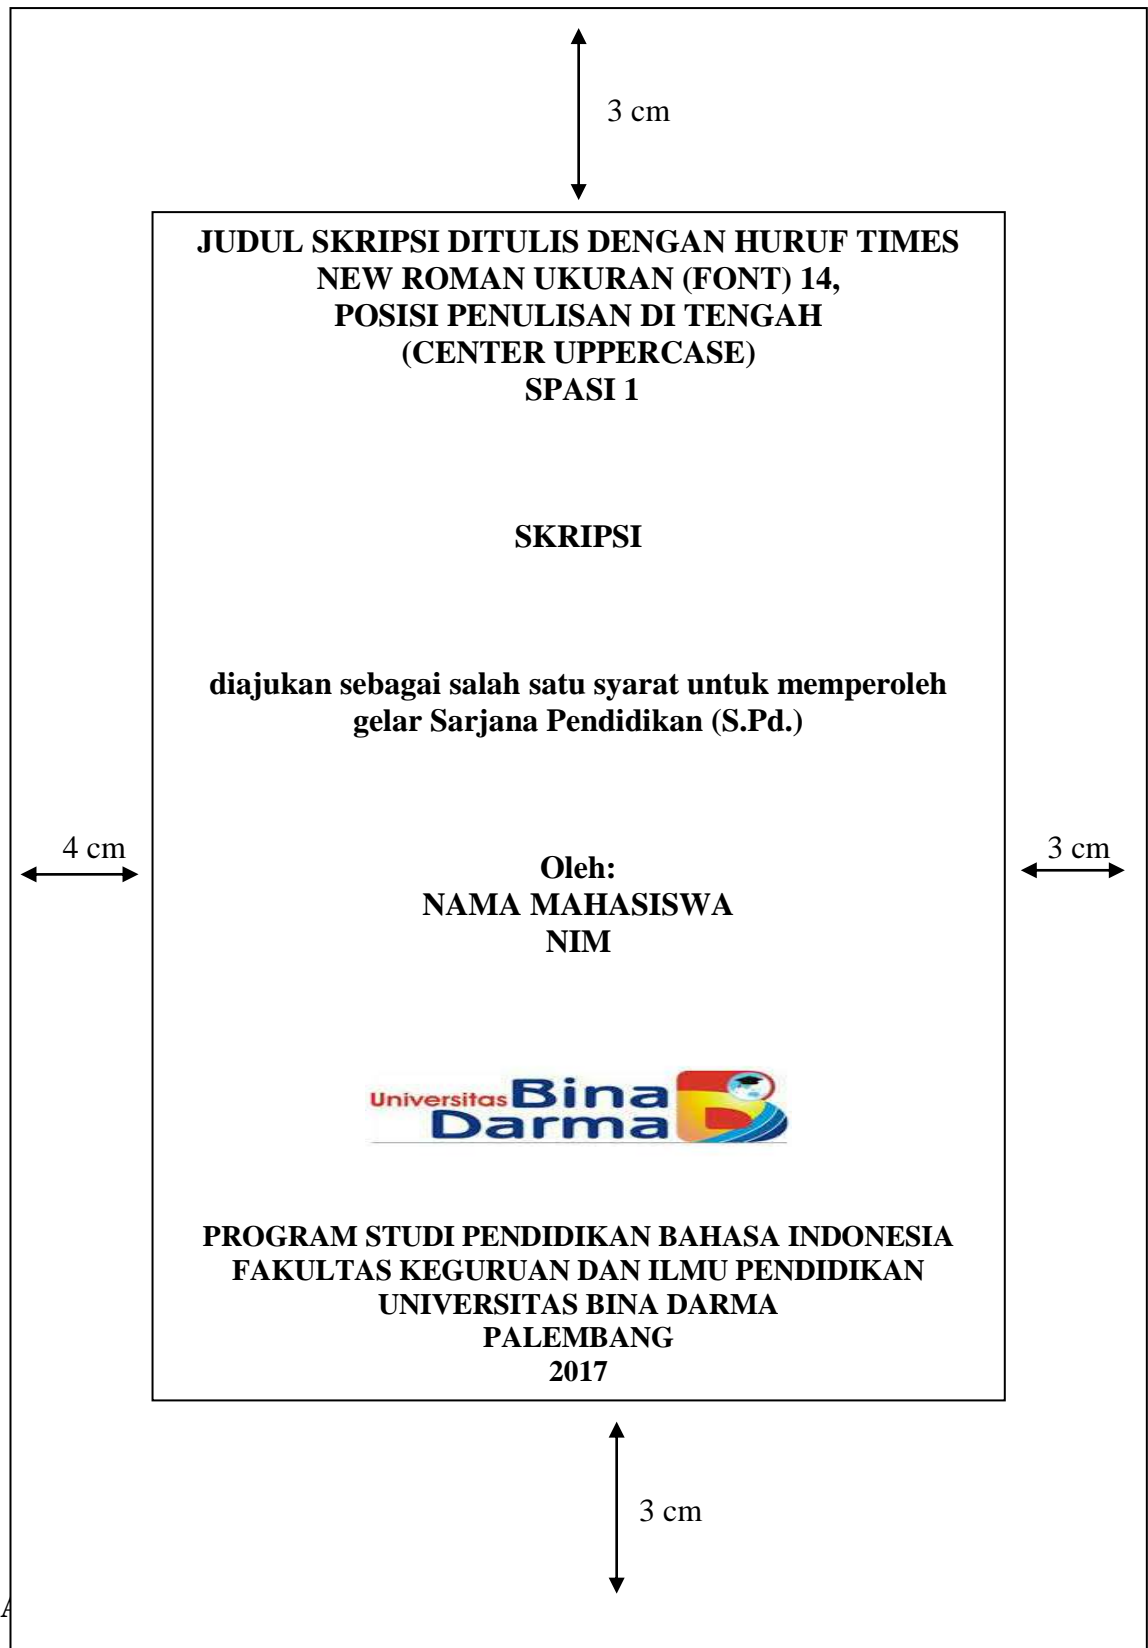 3 cm
JUDUL SKRIPSI DITULIS DENGAN HURUF TIMES
NEW ROMAN UKURAN (FONT) 14,
POSISI PENULISAN DI TENGAH
(CENTER UPPERCASE)
SPASI 1
SKRIPSI
diajukan sebagai salah satu syarat untuk memperoleh
gelar Sarjana Pendidikan (S.Pd.)
4 cm
3 cm
Oleh:
NAMA MAHASISWA
NIM
Universitas Bina
Darma
PROGRAM STUDI PENDIDIKAN BAHASA INDONESIA
FAKULTAS KEGURUAN DAN ILMU PENDIDIKAN
UNIVERSITAS BINA DARMA
PALEMBANG
2017
3 cm